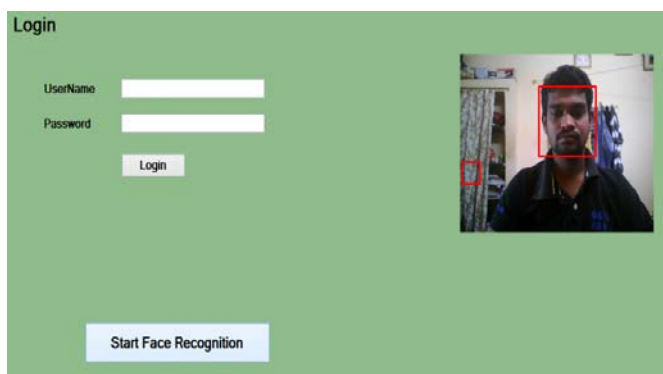 Login
UserName
Password
Login
Start Face Recognition